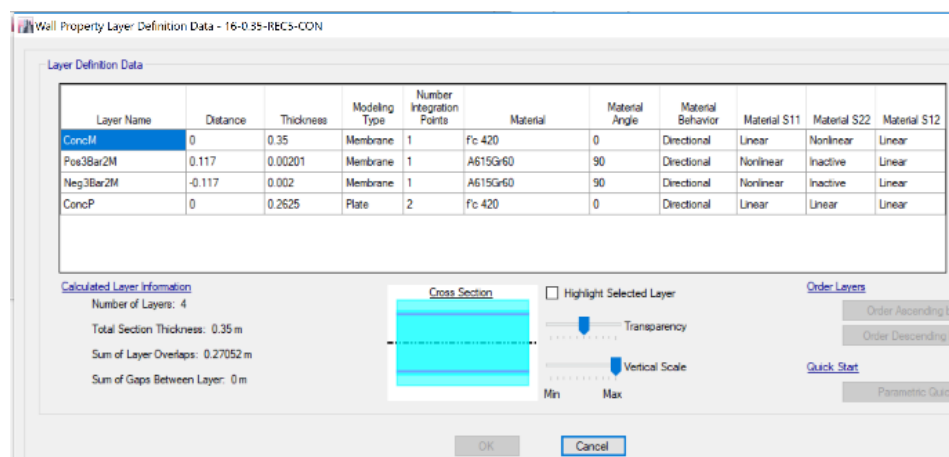 Wall Property Layer Definition Data - 16-0.35-REC5-CON
Layer Definition Data
Layer Name Distance Thickness Modeling Type Number Integration Points Material Material Angle Material Behavior Material S11 Material S22 Material S12
ConcM 0 0.35 Membrane 1 f'c 420 0 Directional Linear Nonlinear Linear
Pos3Bar2M 0.117 0.00201 Membrane 1 A615Gr60 90 Directional Nonlinear Inactive Linear
Neg3Bar2M -0.117 0.002 Membrane 1 A615Gr60 90 Directional Nonlinear Inactive Linear
ConcP 0 0.2625 Plate 2 f'c 420 0 Directional Linear Linear Linear
Calculated Layer Information
Number of Layers: 4
Total Section Thickness: 0.35 m
Sum of Layer Overlaps: 0.27052 m
Sum of Gaps Between Layer: 0 m
Cross Section
Highlight Selected Layer
Transparency
Vertical Scale
Min Max
Order Layers
Order Ascending
Order Descending
Quick Start
Parametric Quic
OK Cancel